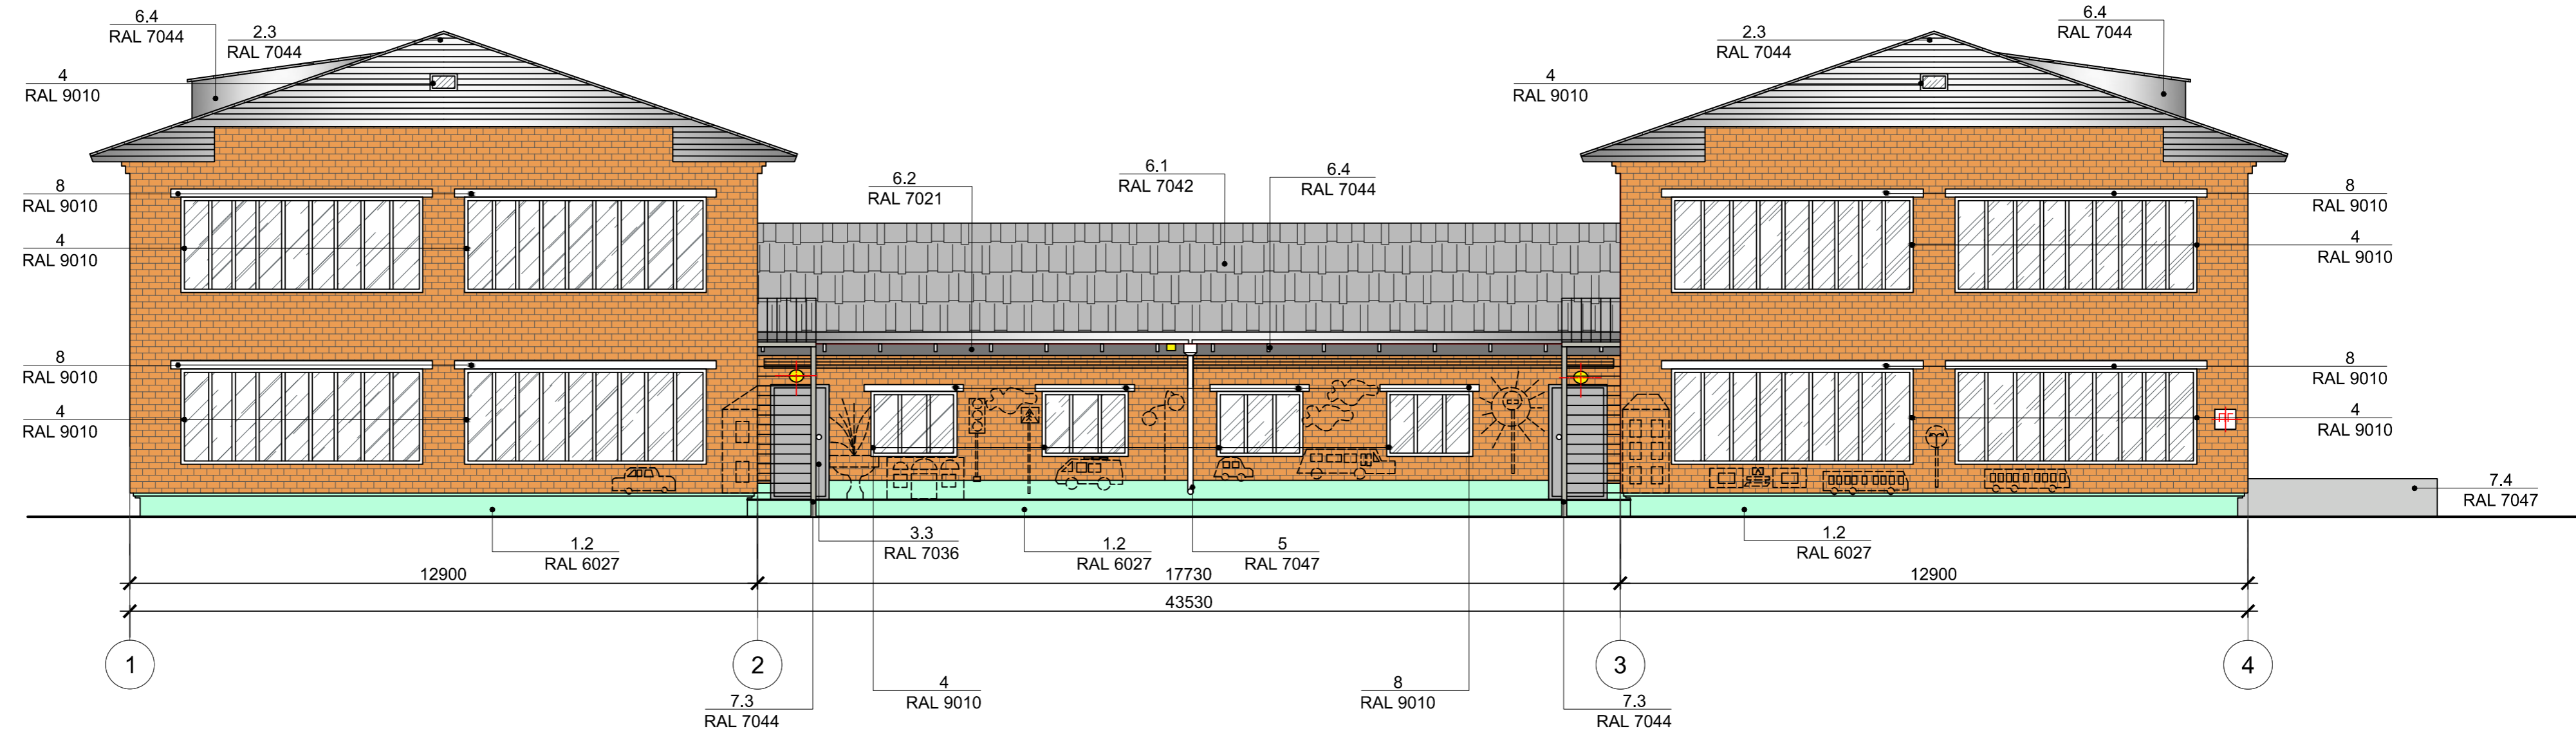 6.4
RAL 7044
2.3
RAL 7044
4
RAL 9010
2.3
RAL 7044
6.4
RAL 7044
4
RAL 9010
8
RAL 9010
4
RAL 9010
8
RAL 9010
4
RAL 9010
6.2
RAL 7021
6.1
RAL 7042
6.4
RAL 7044
8
RAL 9010
4
RAL 9010
8
RAL 9010
4
RAL 9010
ПГ
7.4
RAL 7047
1.2
RAL 6027
3.3
RAL 7036
1.2
RAL 6027
5
RAL 7047
1.2
RAL 6027
12900
17730
12900
43530
1
2
3
4
7.3
RAL 7044
4
RAL 9010
8
RAL 9010
7.3
RAL 7044